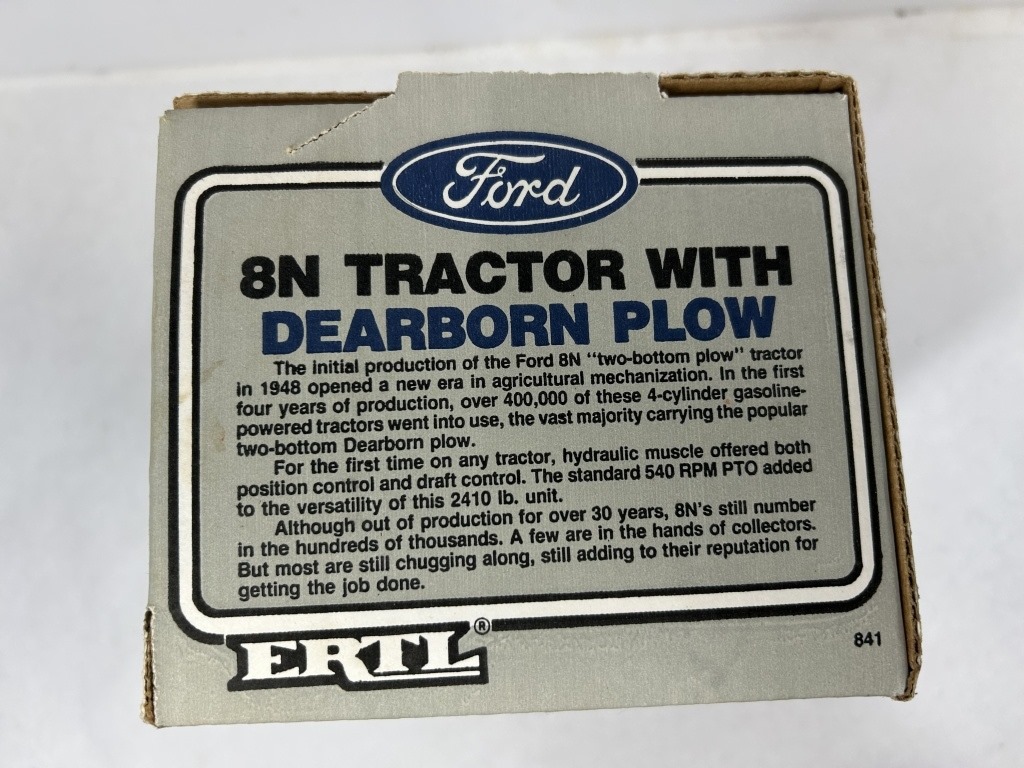 Ford
8N TRACTOR WITH
DEARBORN PLOW
The initial production of the Ford 8N "two-bottom plow" tractor
in 1948 opened a new era in agricultural mechanization. In the first
four years of production, over 400,000 of these 4-cylinder gasoline-
powered tractors went into use, the vast majority carrying the popular
two-bottom Dearborn plow.
For the first time on any tractor, hydraulic muscle offered both
position control and draft control. The standard 540 RPM PTO added
to the versatility of this 2410 lb. unit.
Although out of production for over 30 years, 8N's still number
in the hundreds of thousands. A few are in the hands of collectors.
But most are still chugging along, still adding to their reputation for
getting the job done.
ERTL®
841